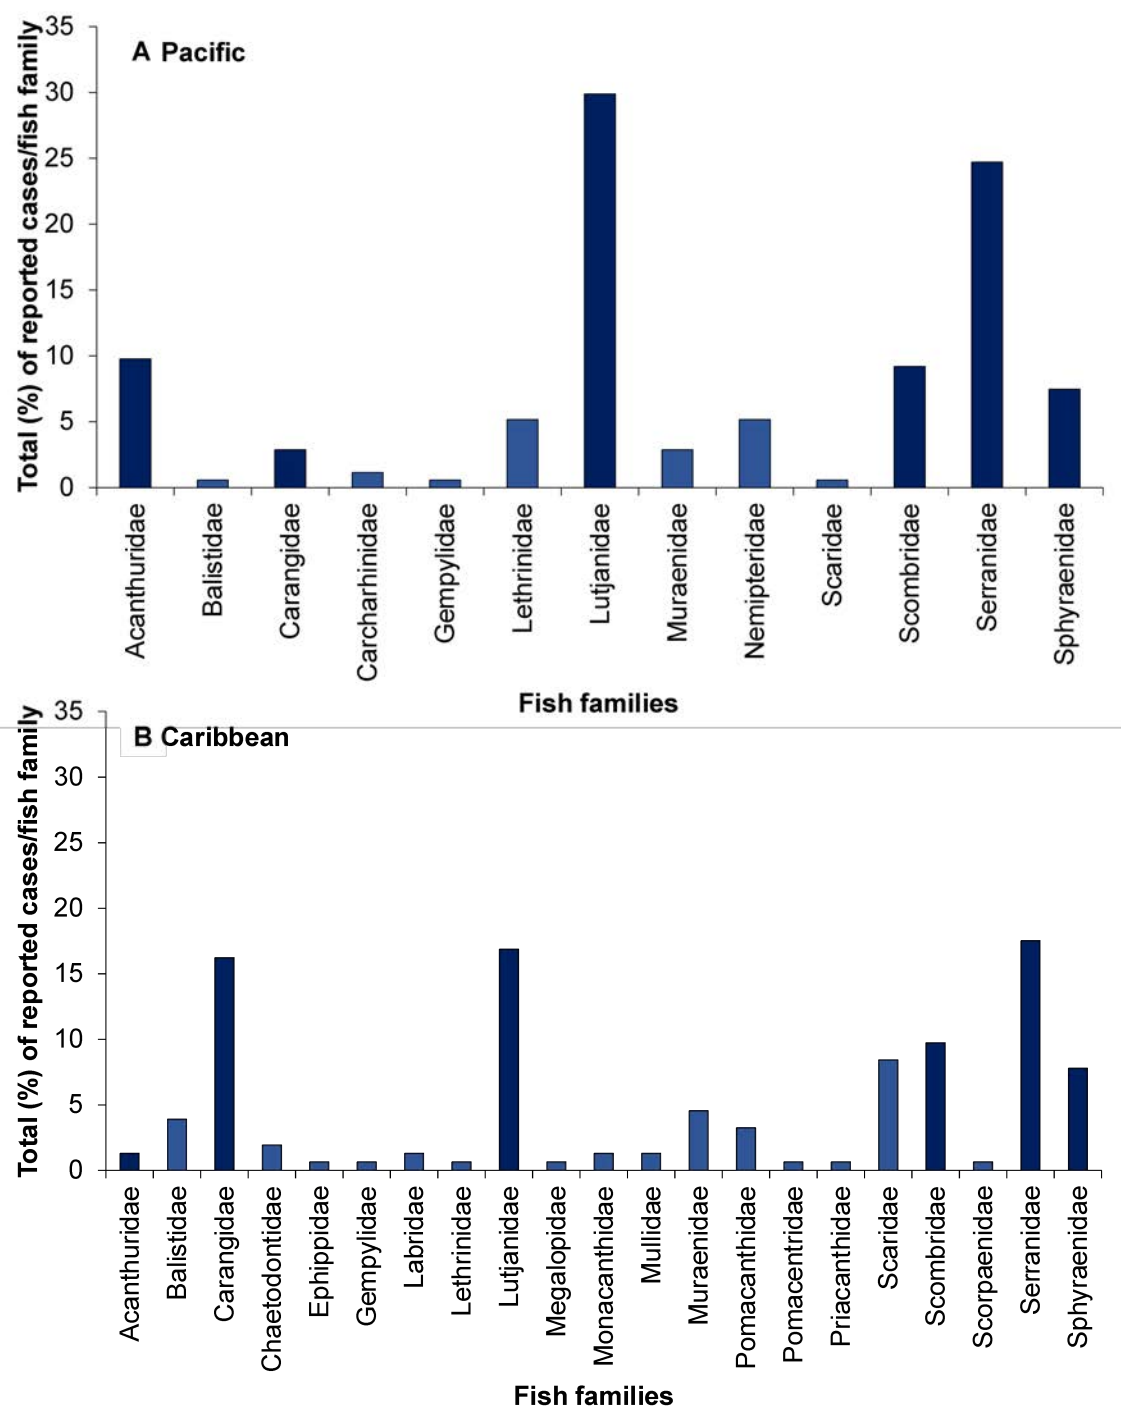 Total (%) of reported cases/fish family
A Pacific
35
30
25
20
15
10
5
0
Acanthuridae
Balistidae
Carangidae
Carcharhinidae
Gempylidae
Lethrinidae
Lutjanidae
Muraenidae
Nemipteridae
Scaridae
Scombridae
Serranidae
Sphyraenidae
Fish families
Total (%) of reported cases/fish family
B Caribbean
35
30
25
20
15
10
5
0
Acanthuridae
Balistidae
Carangidae
Chaetodontidae
Ephippidae
Gempylidae
Labridae
Lethrinidae
Lutjanidae
Megalopidae
Monacanthidae
Mullidae
Muraenidae
Pomacanthidae
Pomacentridae
Priacanthidae
Scaridae
Scombridae
Scorpaenidae
Serranidae
Sphyraenidae
Fish families